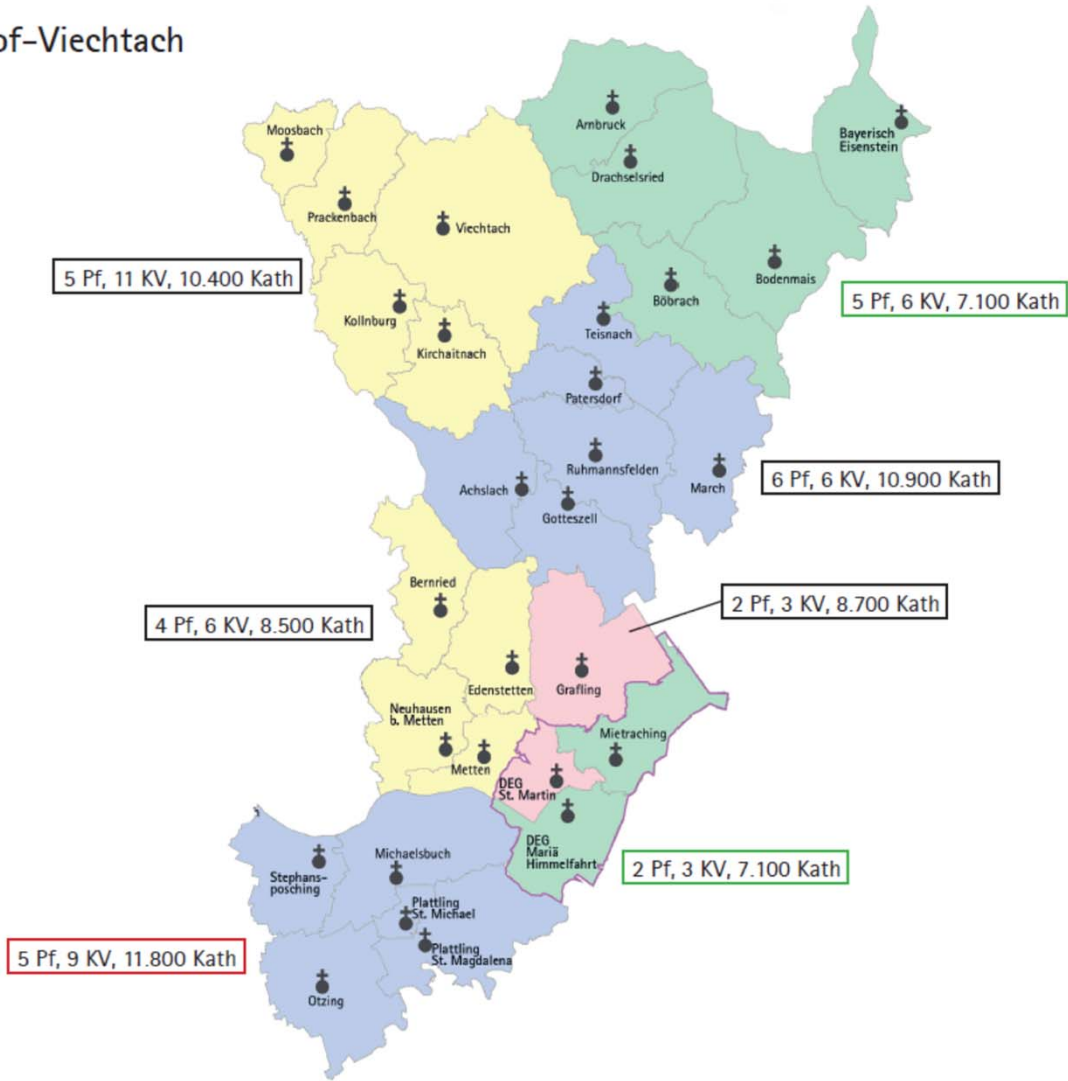 of–Viechtach
Moosbach
Prackenbach
Viechtach
Kollnburg
Kirchaitnach
5 Pf, 11 KV, 10.400 Kath
Arnbruck
Drachselsried
Bayerisch
Eisenstein
Bodenmais
Böbrach
5 Pf, 6 KV, 7.100 Kath
Teisnach
Patersdorf
Ruhmannsfelden
March
Achslach
Gotteszell
6 Pf, 6 KV, 10.900 Kath
Bernried
Edenstetten
Neuhausen
b. Metten
Metten
4 Pf, 6 KV, 8.500 Kath
2 Pf, 3 KV, 8.700 Kath
Grafling
DEG
St. Martin
Mietraching
DEG
Mariä
Himmelfahrt
2 Pf, 3 KV, 7.100 Kath
Stephans-
posching
Michaelsbuch
Plattling
St. Michael
Plattling
St. Magdalena
Otzing
5 Pf, 9 KV, 11.800 Kath